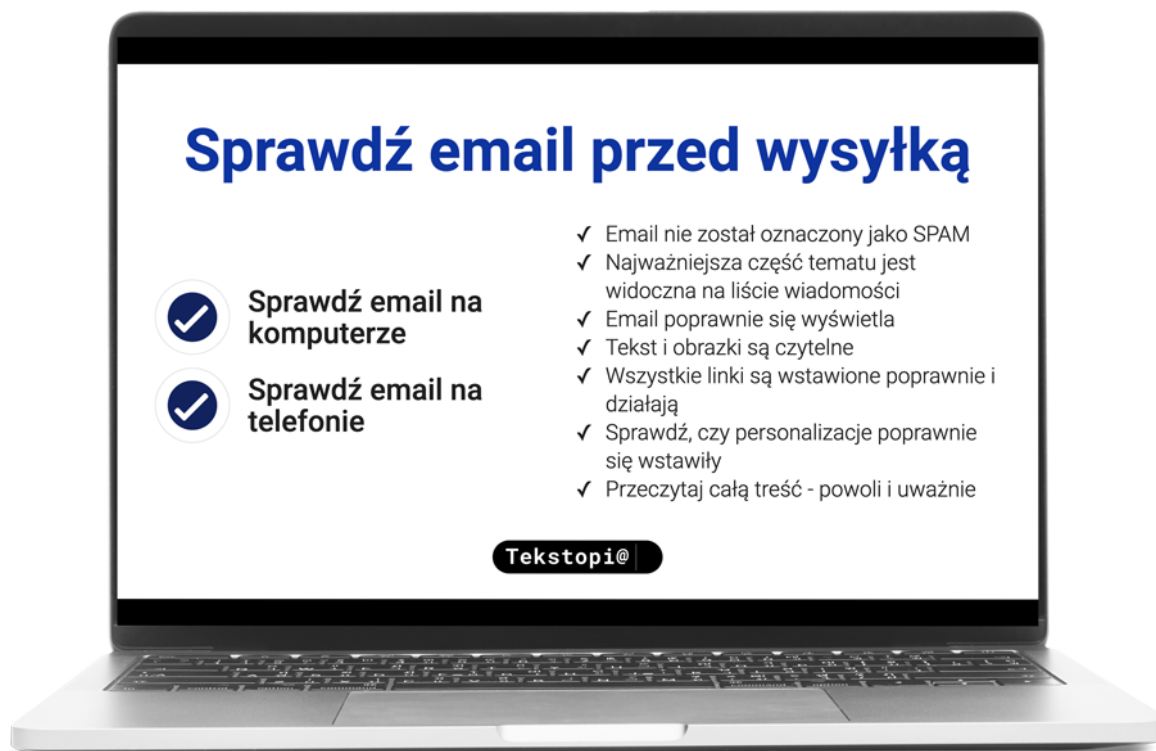 Sprawdź email przed wysyłką
Sprawdź email na
komputerze
Sprawdź email na
telefonie
✓ Email nie został oznaczony jako SPAM
✓ Najważniejsza część tematu jest
widoczna na liście wiadomości
✓ Email poprawnie się wyświetla
✓ Tekst i obrazki są czytelne
✓ Wszystkie linki są wstawione poprawnie i
działają
✓ Sprawdź, czy personalizacje poprawnie
się wstawiły
✓ Przeczytaj całą treść - powoli i uważnie
Tekstopi@